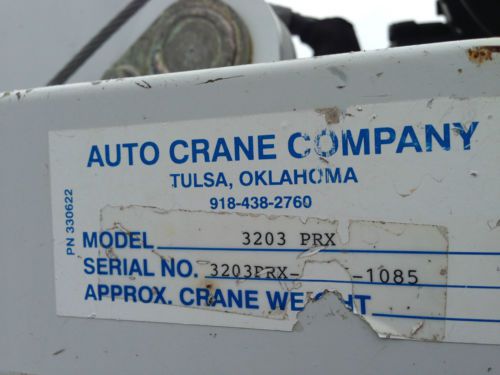 AUTO CRANE COMPANY
TULSA, OKLAHOMA
918-438-2760
PN 330622
MODEL 3203 PRX
SERIAL NO. 3203PRX- -1085
APPROX. CRANE WEIGHT